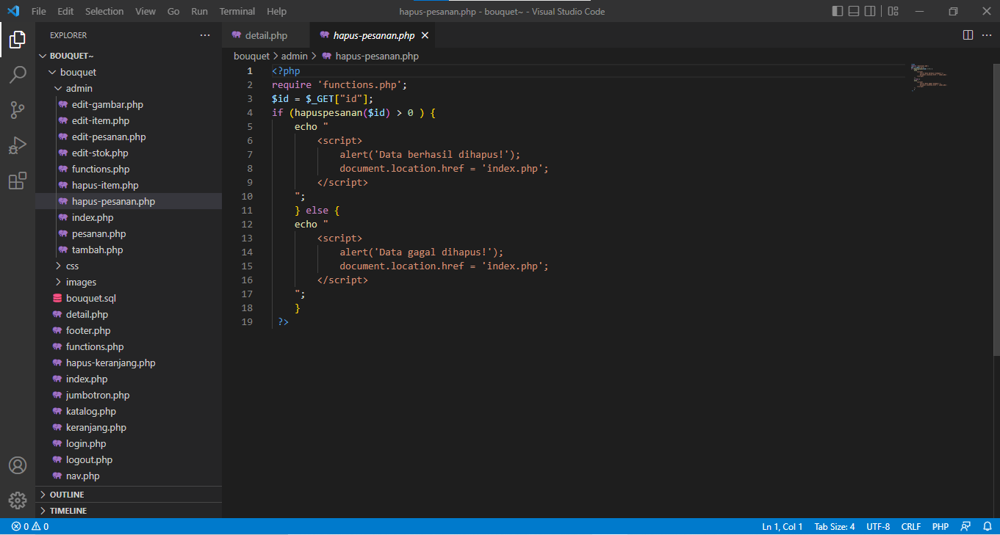 File Edit Selection View Go Run Terminal Help hapus-pesanan.php - bouquet~ - Visual Studio Code
EXPLORER
BOUQUET~
bouquet
admin
edit-gambar.php
edit-item.php
edit-pesanan.php
edit-stok.php
functions.php
hapus-item.php
hapus-pesanan.php
index.php
pesanan.php
tambah.php
css
images
bouquet.sql
detail.php
footer.php
functions.php
hapus-keranjang.php
index.php
jumbotron.php
katalog.php
keranjang.php
login.php
logout.php
nav.php
OUTLINE
TIMELINE
detail.php hapus-pesanan.php
bouquet > admin > hapus-pesanan.php
1 <?php
2 require 'functions.php';
3 $id = $_GET["id"];
4 if (hapuspesanan($id) > 0 ) {
5     echo "
6         <script>
7             alert('Data berhasil dihapus!');
8             document.location.href = 'index.php';
9         </script>
10     ";
11     } else {
12     echo "
13         <script>
14             alert('Data gagal dihapus!');
15             document.location.href = 'index.php';
16         </script>
17     ";
18     }
19  ?>
0 0 Ln 1, Col 1 Tab Size: 4 UTF-8 CRLF PHP